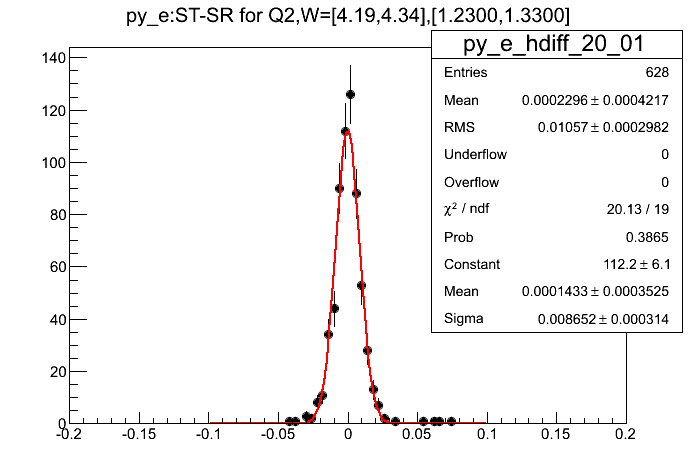 py_e:ST-SR for Q2,W=[4.19,4.34],[1.2300,1.3300]
py_e_hdiff_20_01
Entries 628
Mean 0.0002296 ± 0.0004217
RMS 0.01057 ± 0.0002982
Underflow 0
Overflow 0
χ² / ndf 20.13 / 19
Prob 0.3865
Constant 112.2 ± 6.1
Mean 0.0001433 ± 0.0003525
Sigma 0.008652 ± 0.000314
140
120
100
80
60
40
20
0
-0.2 -0.15 -0.1 -0.05 0 0.05 0.1 0.15 0.2